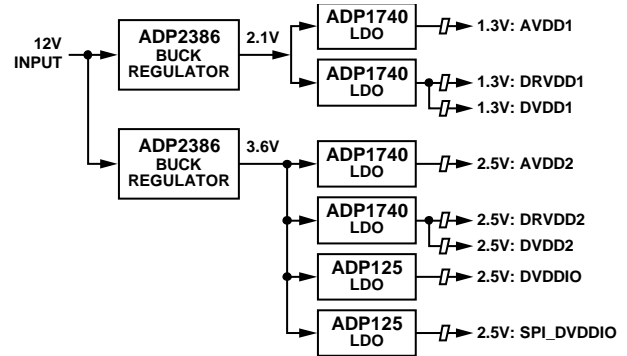 12V
INPUT
ADP2386
BUCK
REGULATOR
2.1V
ADP1740
LDO
1.3V: AVDD1
ADP1740
LDO
1.3V: DRVDD1
1.3V: DVDD1
ADP2386
BUCK
REGULATOR
3.6V
ADP1740
LDO
2.5V: AVDD2
ADP1740
LDO
2.5V: DRVDD2
2.5V: DVDD2
ADP125
LDO
2.5V: DVDDIO
ADP125
LDO
2.5V: SPI_DVDDIO